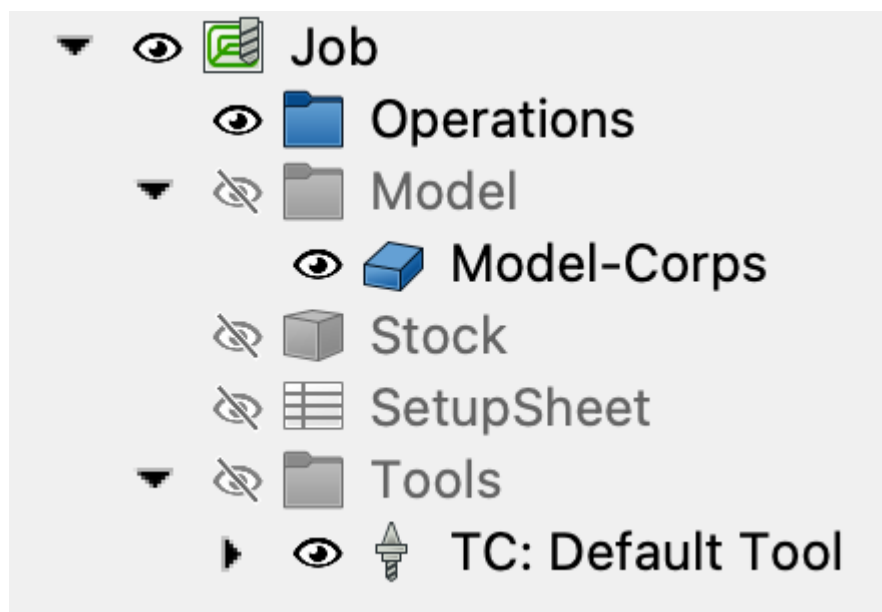 Job
Operations
Model
Model-Corps
Stock
SetupSheet
Tools
TC: Default Tool